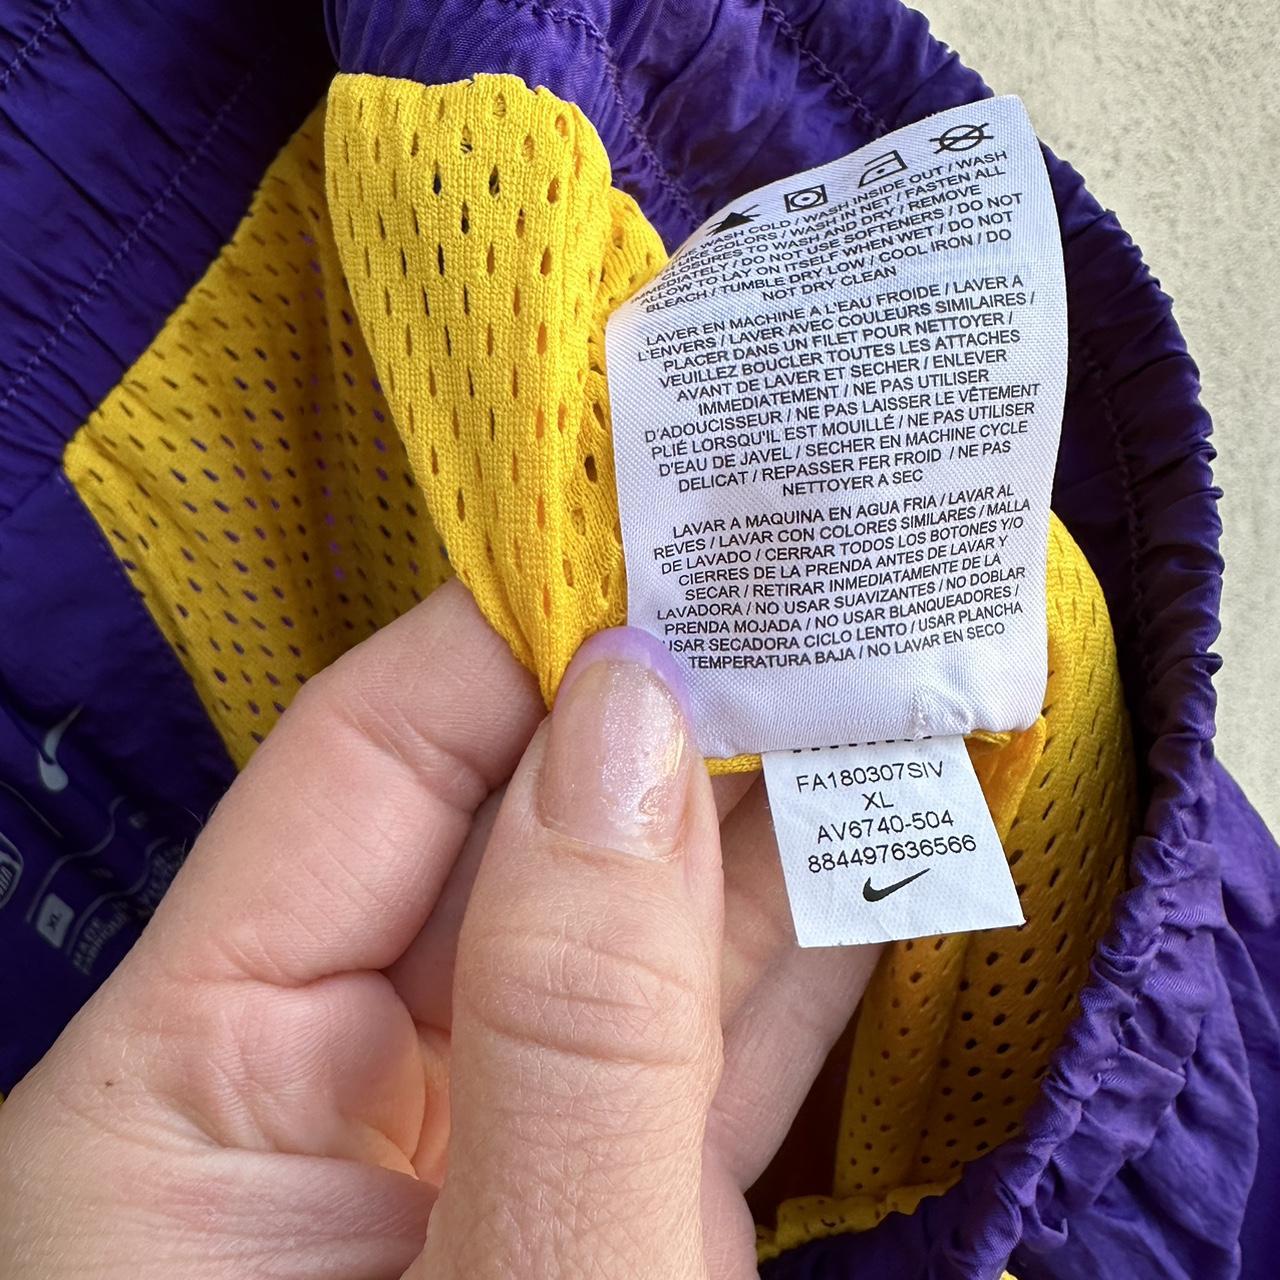 WASH COLD / WASH INSIDE OUT / WASH
LIKE COLORS / WASH IN NET / FASTEN ALL
CLOSURES TO WASH AND DRY / REMOVE
IMMEDIATELY / DO NOT USE SOFTENERS / DO NOT
ALLOW TO LAY ON ITSELF WHEN WET / DO NOT
BLEACH / TUMBLE DRY LOW / COOL IRON / DO
NOT DRY CLEAN
LAVER EN MACHINE A L'EAU FROIDE / LAVER A
L'ENVERS / LAVER AVEC COULEURS SIMILAIRES /
PLACER DANS UN FILET POUR NETTOYER /
VEUILLEZ BOUCLER TOUTES LES ATTACHES
AVANT DE LAVER ET SECHER / ENLEVER
IMMEDIATEMENT / NE PAS UTILISER
D'ADOUCISSEUR / NE PAS LAISSER LE VÊTEMENT
PLIÉ LORSQU'IL EST MOUILLÉ / NE PAS UTILISER
D'EAU DE JAVEL / SECHER EN MACHINE CYCLE
DELICAT / REPASSER FER FROID / NE PAS
NETTOYER A SEC
LAVAR A MAQUINA EN AGUA FRIA / LAVAR AL
REVES / LAVAR CON COLORES SIMILARES / MALLA
DE LAVADO / CERRAR TODOS LOS BOTONES Y/O
CIERRES DE LA PRENDA ANTES DE LAVAR Y
SECAR / RETIRAR INMEDIATAMENTE DE LA
LAVADORA / NO USAR SUAVIZANTES / NO DOBLAR
PRENDA MOJADA / NO USAR BLANQUEADORES /
USAR SECADORA CICLO LENTO / USAR PLANCHA
TEMPERATURA BAJA / NO LAVAR EN SECO
FA180307SIV
XL
AV6740-504
884497636566
XL